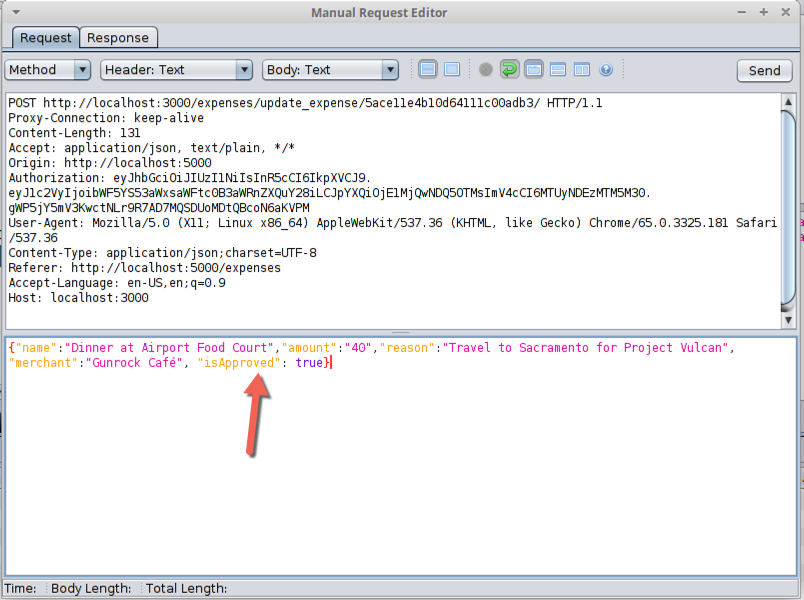 Manual Request Editor
Request Response
Method Header: Text Body: Text Send
POST http://localhost:3000/expenses/update_expense/5ace11e4b10d64111c00adb3/ HTTP/1.1
Proxy-Connection: keep-alive
Content-Length: 131
Accept: application/json, text/plain, */*
Origin: http://localhost:5000
Authorization: eyJhbGciOiJIUzI1NiIsInR5cCI6IkpXVCJ9.
eyJ1c2VyIjoibWF5YS53aWxsaWFtc0B3aWRnZXQuY28iLCJpYXQiOjE1MjQwNDQ5OTMsImV4cCI6MTUyNDEzMTM5M30.
gWP5jY5mV3KwctNLr9R7AD7MQSDUoMDtQBcoN6aKVPM
User-Agent: Mozilla/5.0 (X11; Linux x86_64) AppleWebKit/537.36 (KHTML, like Gecko) Chrome/65.0.3325.181 Safari
/537.36
Content-Type: application/json;charset=UTF-8
Referer: http://localhost:5000/expenses
Accept-Language: en-US,en;q=0.9
Host: localhost:3000
{"name":"Dinner at Airport Food Court","amount":"40","reason":"Travel to Sacramento for Project Vulcan",
"merchant":"Gunrock Café", "isApproved": true}
Time: Body Length: Total Length: